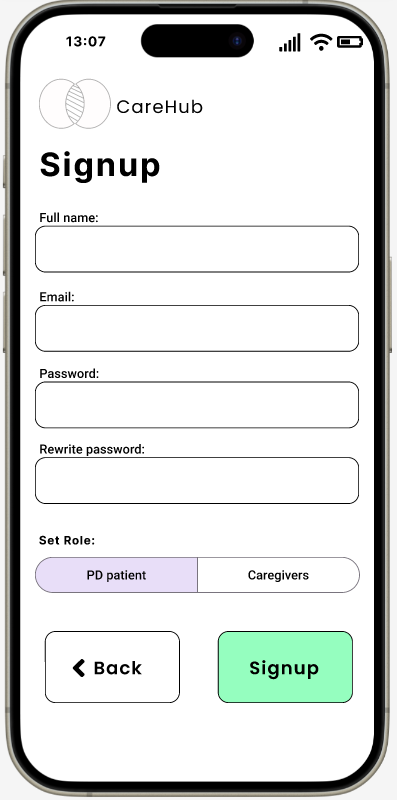 13:07
CareHub
Signup
Full name:
Email:
Password:
Rewrite password:
Set Role:
PD patient Caregivers
Back Signup